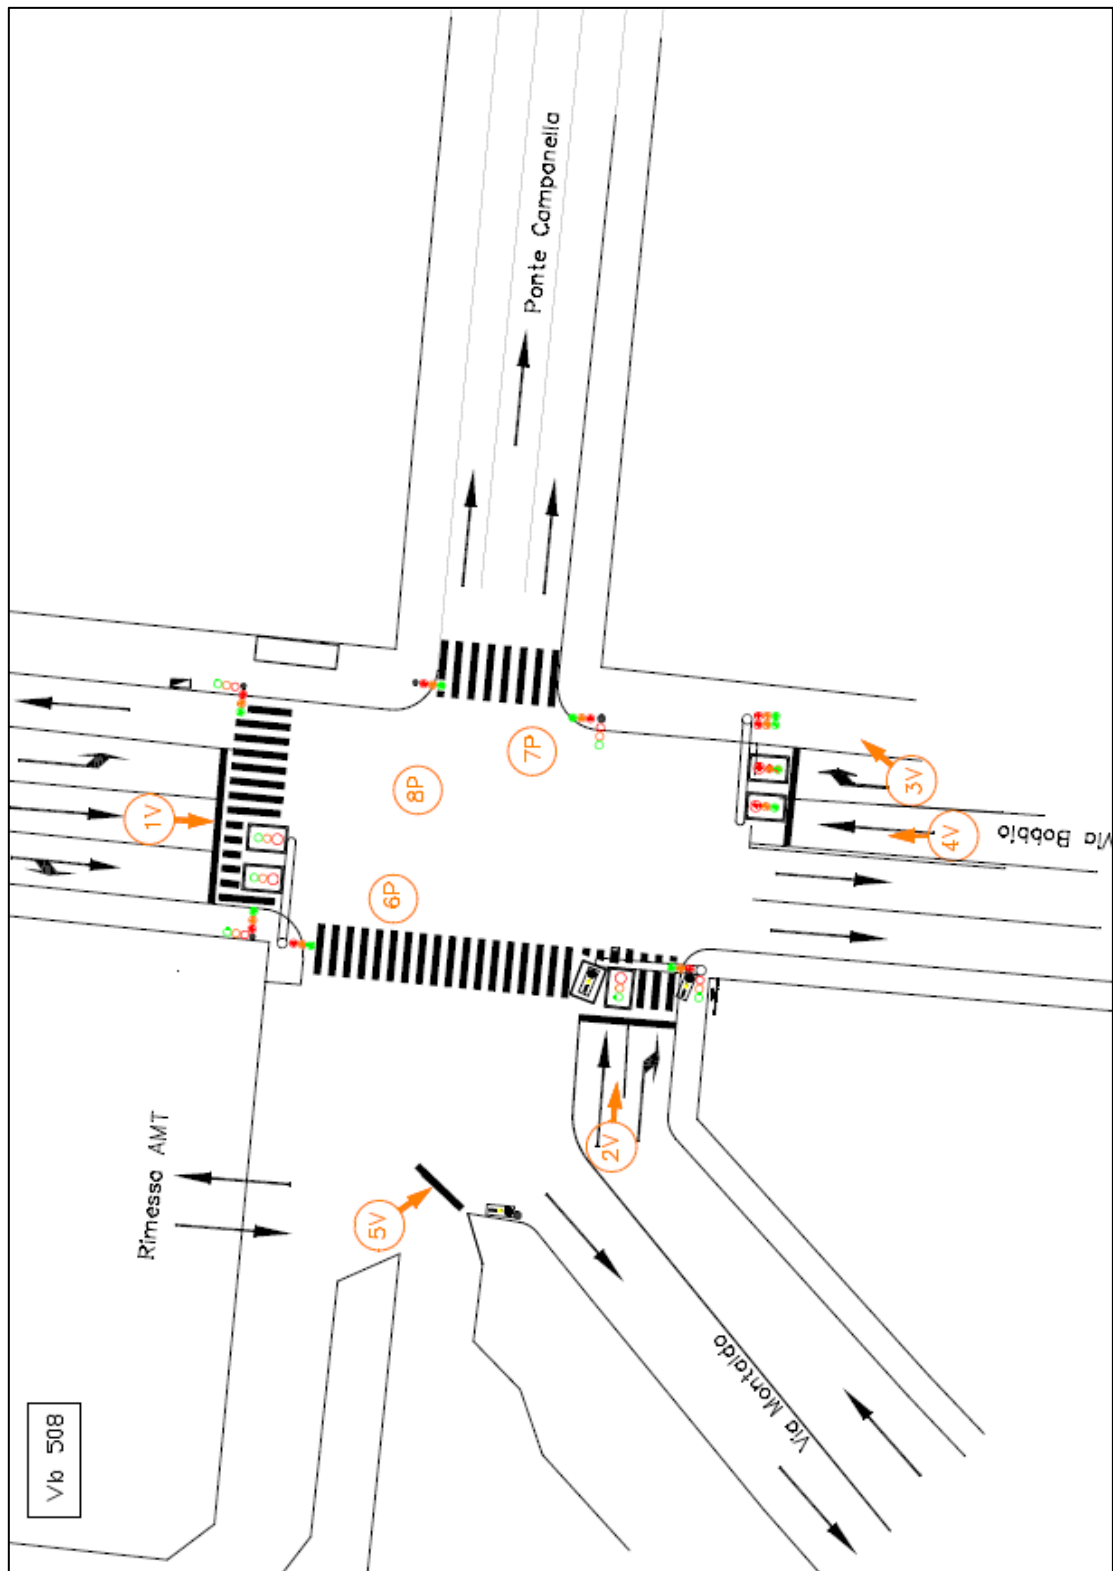 Ponte Campanella
1V
8P
7P
3V
4V
Via Bobbio
6P
2V
5V
Rimessa AMT
Via Montaldo
Vb 508